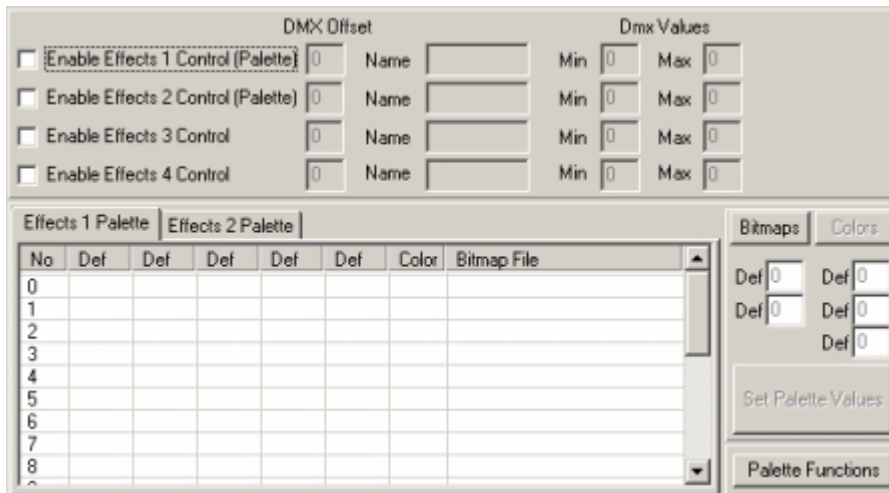 DMX Offset Dmx Values
Enable Effects 1 Control (Palette) 0 Name Min 0 Max 0
Enable Effects 2 Control (Palette) 0 Name Min 0 Max 0
Enable Effects 3 Control 0 Name Min 0 Max 0
Enable Effects 4 Control 0 Name Min 0 Max 0
Effects 1 Palette Effects 2 Palette
Bitmaps Colors
No Def Def Def Def Def Color Bitmap File
0
1
2
3
4
5
6
7
8
Def 0 Def 0
Def 0 Def 0
Def 0
Set Palette Values
Palette Functions